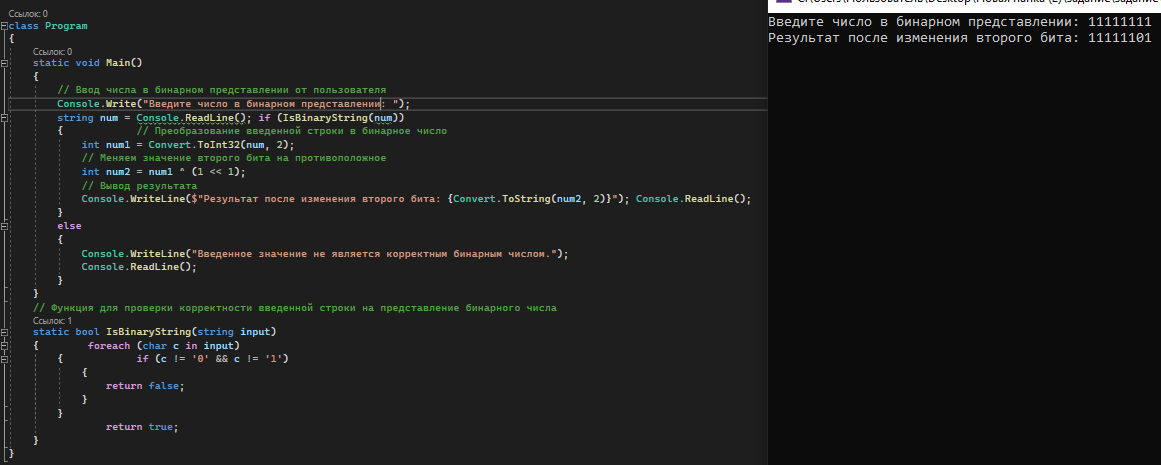 Ссылок: 0
class Program
{
Ссылок: 0
static void Main()
{
// Ввод числа в бинарном представлении от пользователя
Console.Write("Введите число в бинарном представлении: ");
string num = Console.ReadLine(); if (IsBinaryString(num))
{ // Преобразование введенной строки в бинарное число
int num1 = Convert.ToInt32(num, 2);
// Меняем значение второго бита на противоположное
int num2 = num1 ^ (1 << 1);
// Вывод результата
Console.WriteLine($"Результат после изменения второго бита: {Convert.ToString(num2, 2)}"); Console.ReadLine();
}
else
{
Console.WriteLine("Введенное значение не является корректным бинарным числом.");
Console.ReadLine();
}
}
// Функция для проверки корректности введенной строки на представление бинарного числа
Ссылок: 1
static bool IsBinaryString(string input)
{ foreach (char c in input)
{ if (c != '0' && c != '1')
{
return false;
}
}
return true;
}
}
Введите число в бинарном представлении: 11111111
Результат после изменения второго бита: 11111101